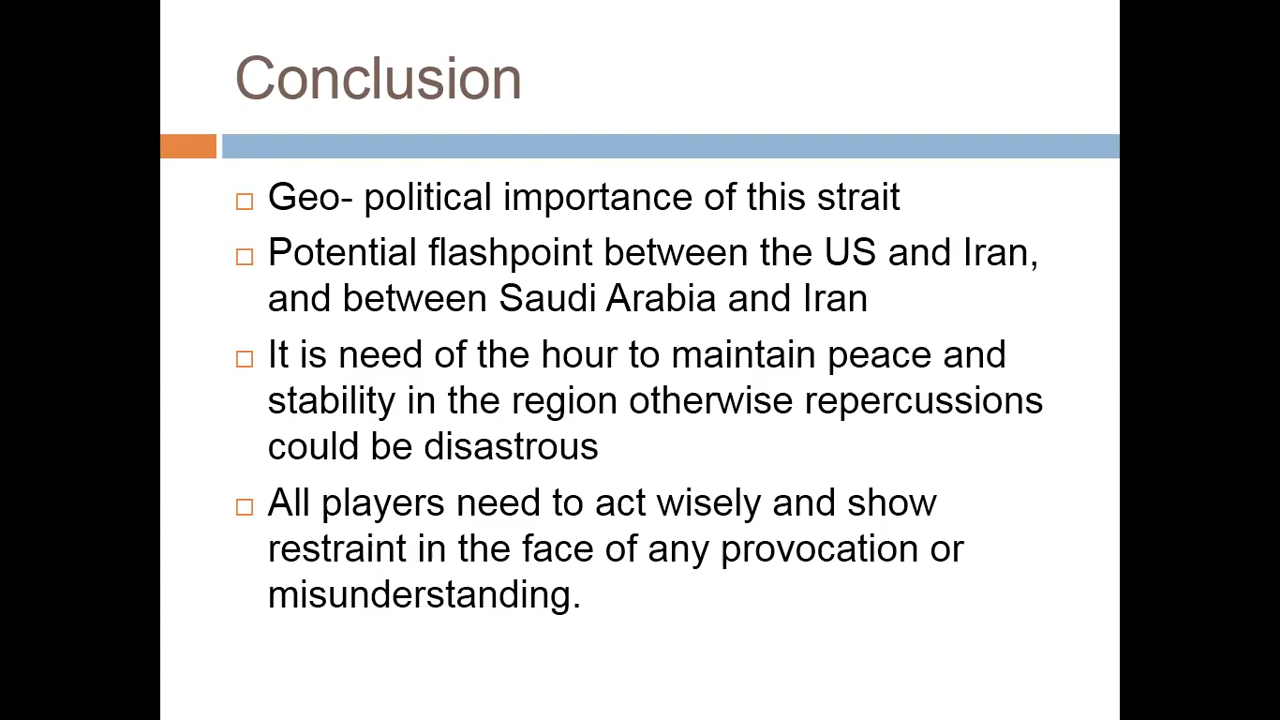 Conclusion
Geo- political importance of this strait
Potential flashpoint between the US and Iran,
and between Saudi Arabia and Iran
It is need of the hour to maintain peace and
stability in the region otherwise repercussions
could be disastrous
All players need to act wisely and show
restraint in the face of any provocation or
misunderstanding.